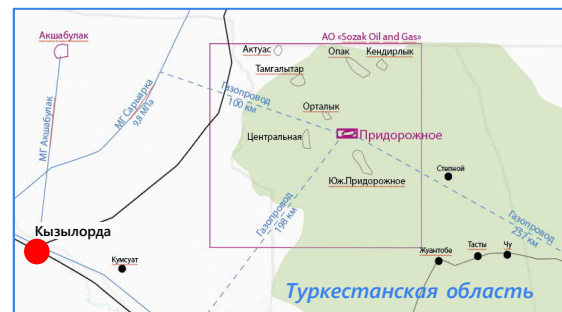 АО «Sozak Oil and Gas»
Акшабулак
Актуас
Опак
Кендирлык
Тамгалытар
МГ Сарыарка
9,8 МПа
МГ Акшабулак
Газопровод
100 км
Орталык
Центральная
Придорожное
Юж.Придорожное
Степной
Газопровод
198 км
Газопровод
257 км
Кызылорда
Кумсуат
Жуантобе
Тасты
Чу
Туркестанская область